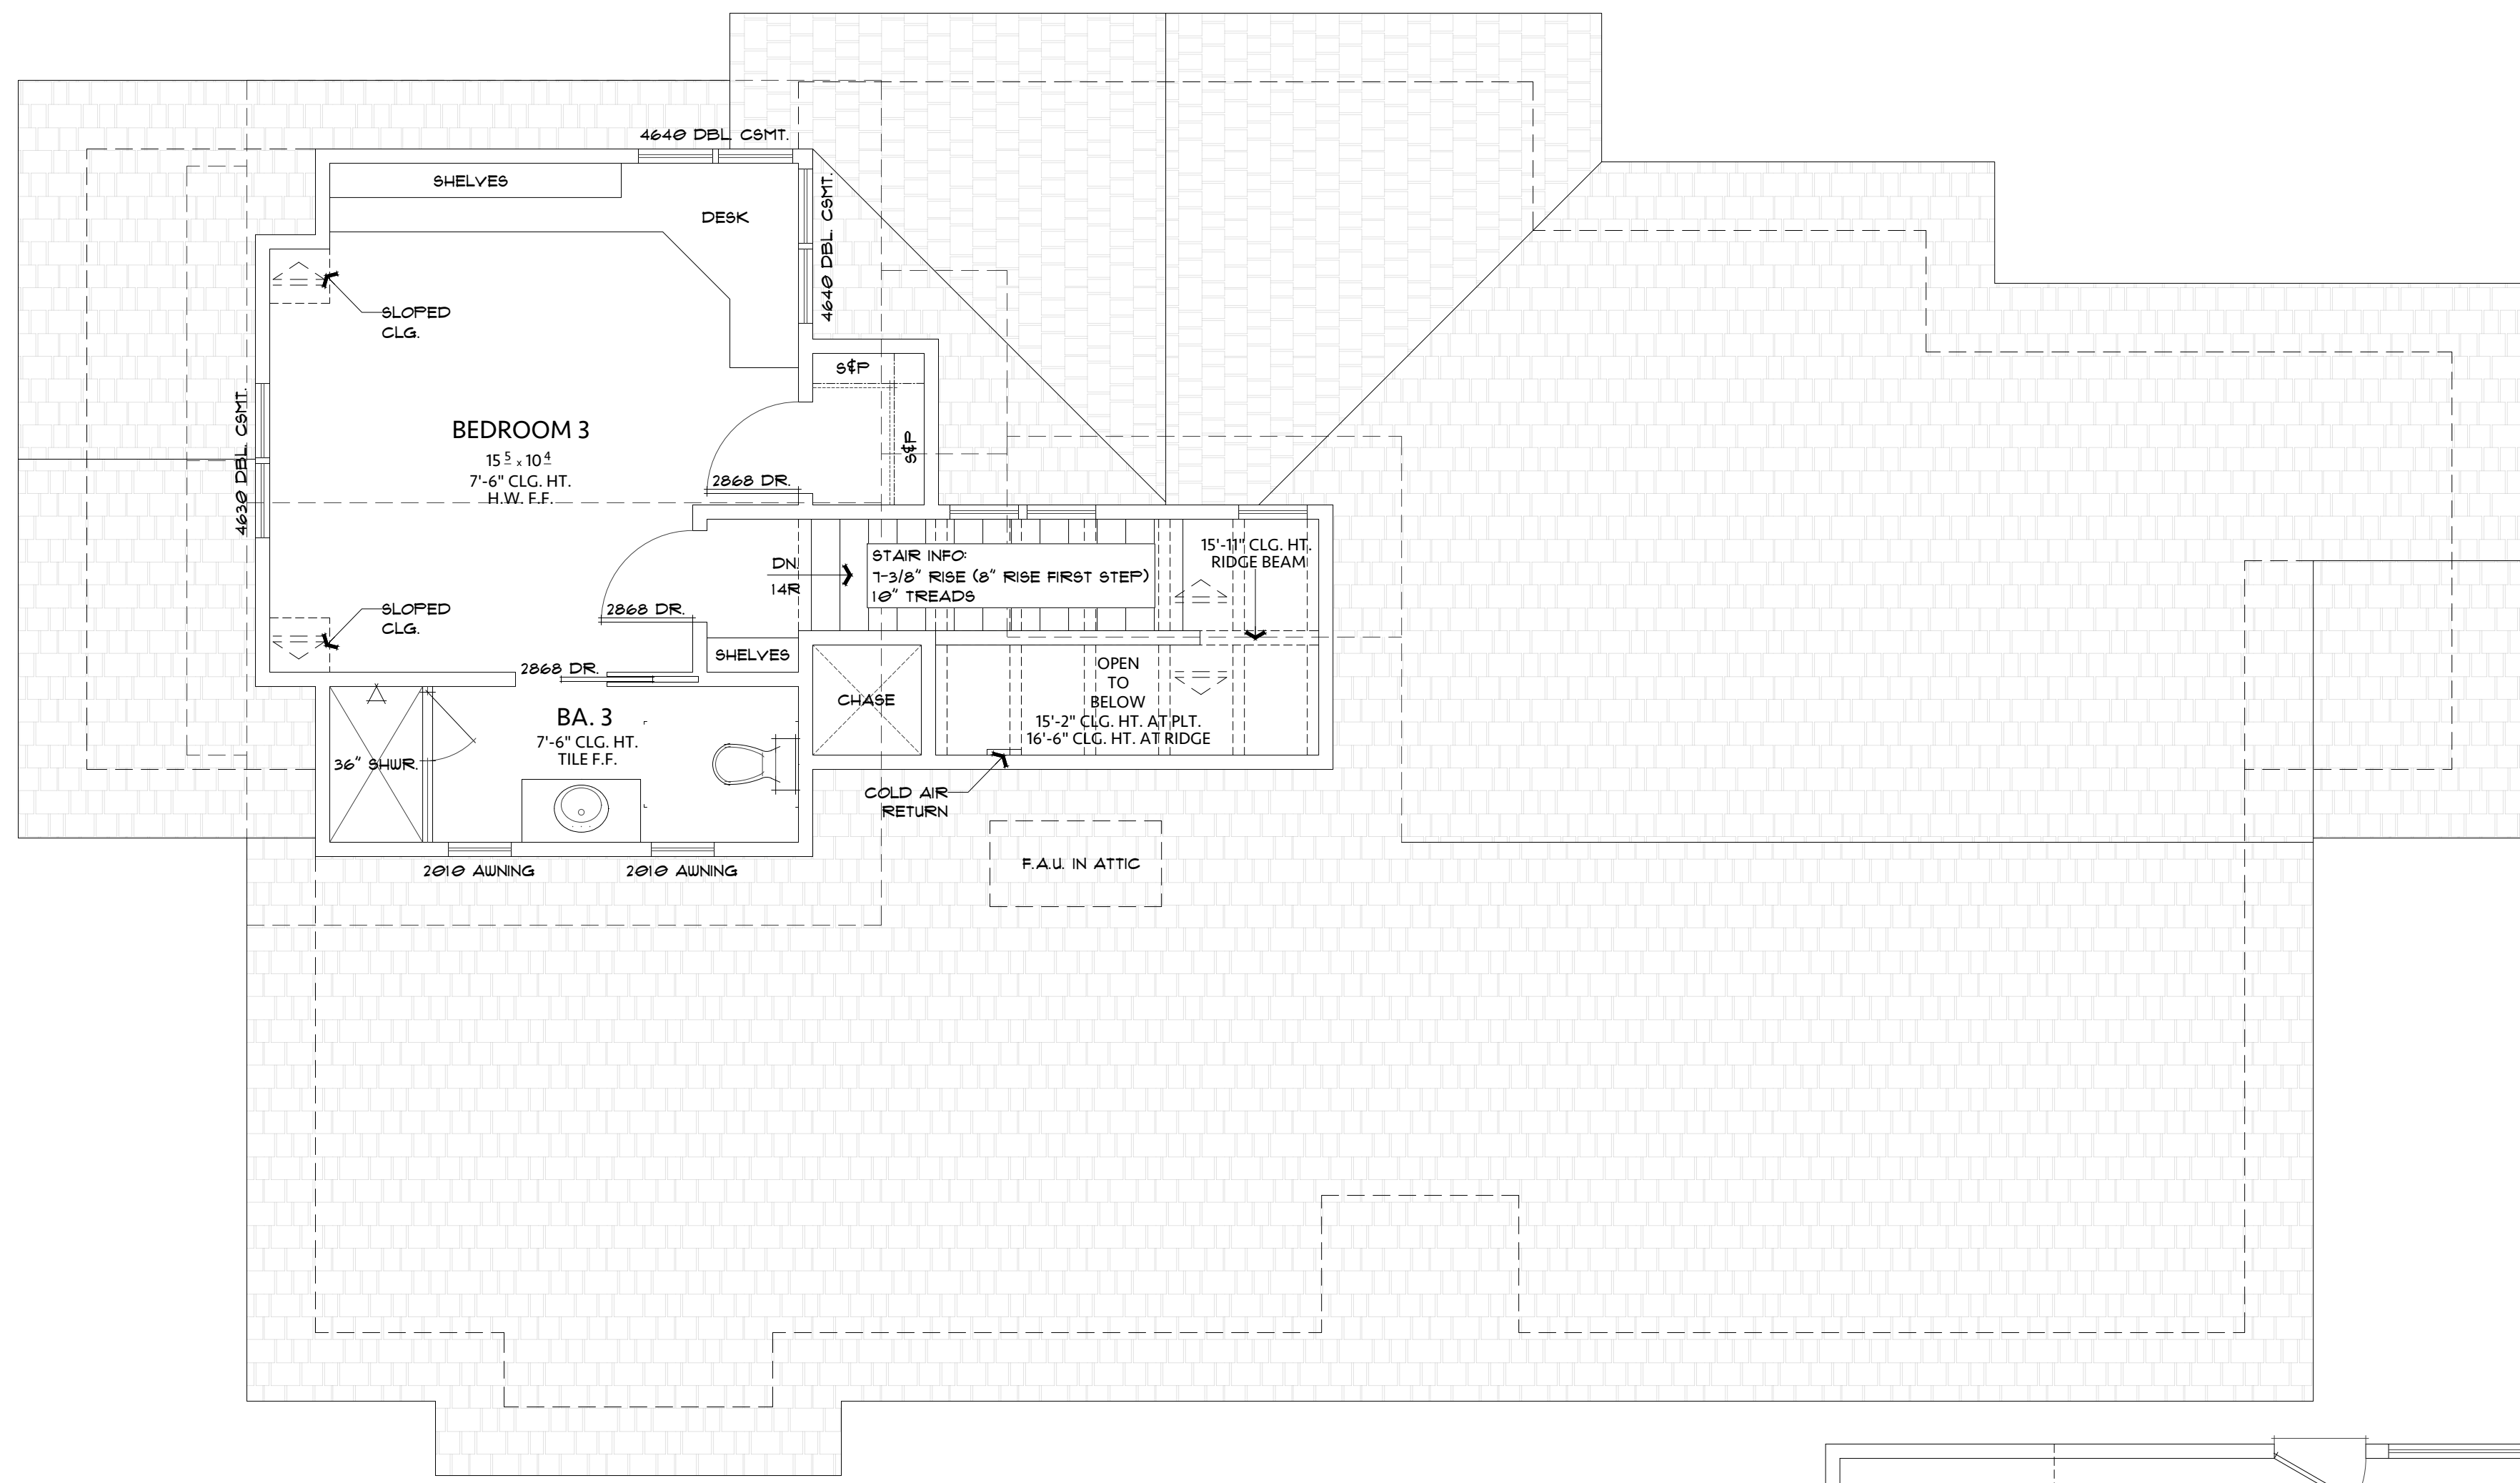 4640 DBL. CSMT.
SHELVES
DESK
4640 DBL. CSMT.
SLOPED
CLG.
S&P
4630 DBL. CSMT.
BEDROOM 3
15 5 x 10 4
7'-6" CLG. HT.
H.W. F.F.
S&P
2868 DR.
DN.
14R
STAIR INFO:
7-3/8" RISE (8" RISE FIRST STEP)
10" TREADS
15'-11" CLG. HT.
RIDGE BEAM
SLOPED
CLG.
2868 DR.
SHELVES
2868 DR.
CHASE
OPEN
TO
BELOW
15'-2" CLG. HT. AT PLT.
16'-6" CLG. HT. AT RIDGE
BA. 3
7'-6" CLG. HT.
TILE F.F.
36" SHWR.
COLD AIR
RETURN
F.A.U. IN ATTIC
2010 AWNING
2010 AWNING